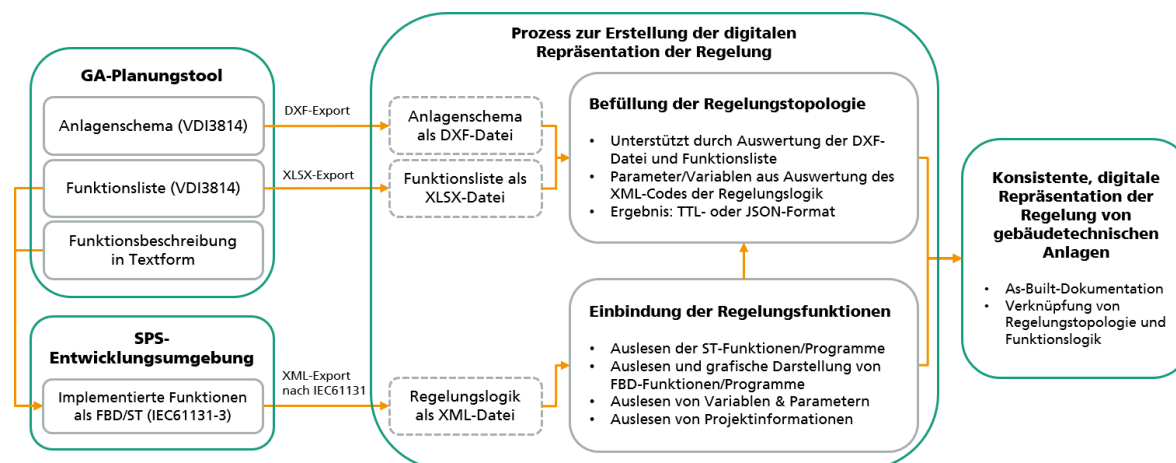 GA-Planungstool
Anlagenschema (VDI3814)
Funktionsliste (VDI3814)
Funktionsbeschreibung
in Textform
SPS-
Entwicklungsumgebung
Implementierte Funktionen
als FBD/ST (IEC61131-3)
DXF-Export
XLSX-Export
XML-Export
nach IEC61131
Prozess zur Erstellung der digitalen
Repräsentation der Regelung
Anlagenschema
als DXF-Datei
Funktionsliste als
XLSX-Datei
Regelungslogik
als XML-Datei
Befüllung der Regelungstopologie
• Unterstützt durch Auswertung der DXF-
Datei und Funktionsliste
• Parameter/Variablen aus Auswertung des
XML-Codes der Regelungslogik
• Ergebnis: TTL- oder JSON-Format
Einbindung der Regelungsfunktionen
• Auslesen der ST-Funktionen/Programme
• Auslesen und grafische Darstellung von
FBD-Funktionen/Programme
• Auslesen von Variablen & Parametern
• Auslesen von Projektinformationen
Konsistente, digitale
Repräsentation der
Regelung von
gebäudetechnischen
Anlagen
• As-Built-Dokumentation
• Verknüpfung von
Regelungstopologie und
Funktionslogik